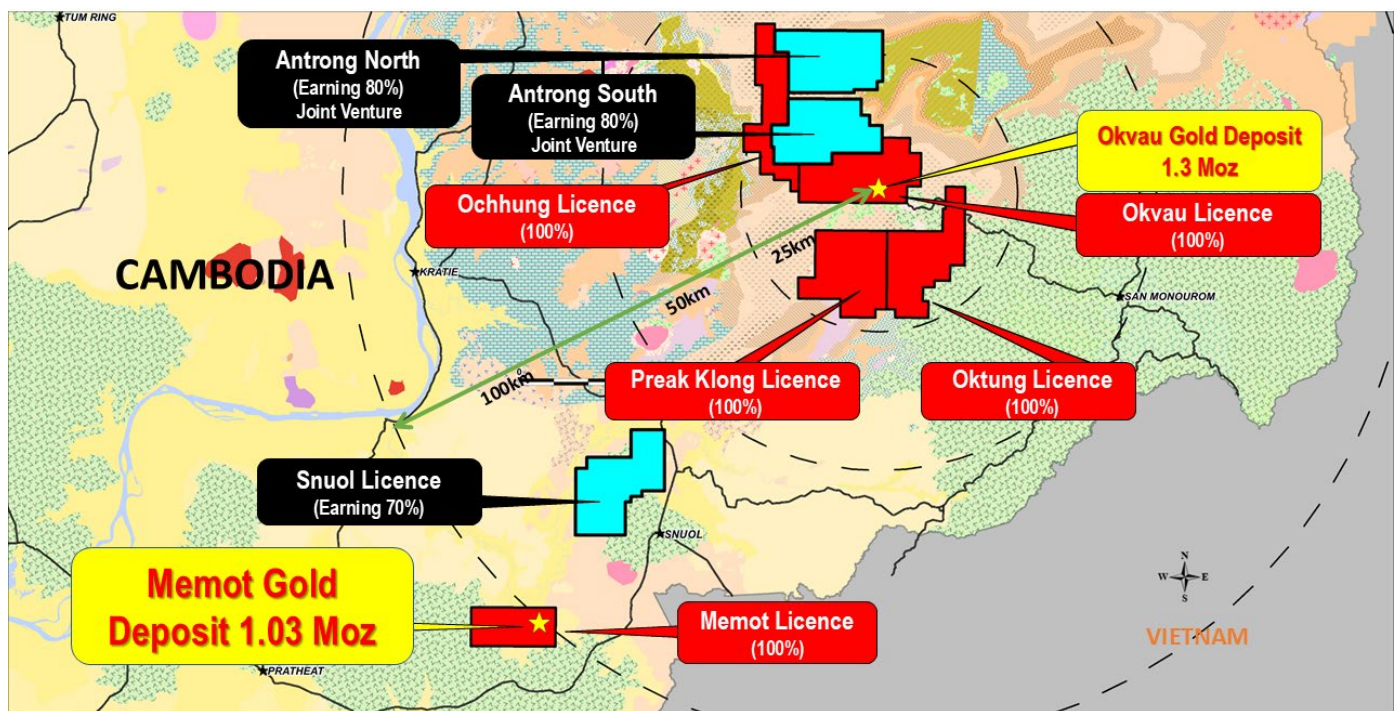 TUM RING
Antrong North
(Earning 80%)
Joint Venture
Antrong South
(Earning 80%)
Joint Venture
Okvau Gold Deposit
1.3 Moz
Ochhung Licence
(100%)
Okvau Licence
(100%)
CAMBODIA
KRATIE
25km
50km
100km
0
SAN MONOUROM
Preak Klong Licence
(100%)
Oktung Licence
(100%)
Snuol Licence
(Earning 70%)
SNUOL
Memot Gold
Deposit 1.03 Moz
Memot Licence
(100%)
PRATHEAT
N
W E
S
VIETNAM